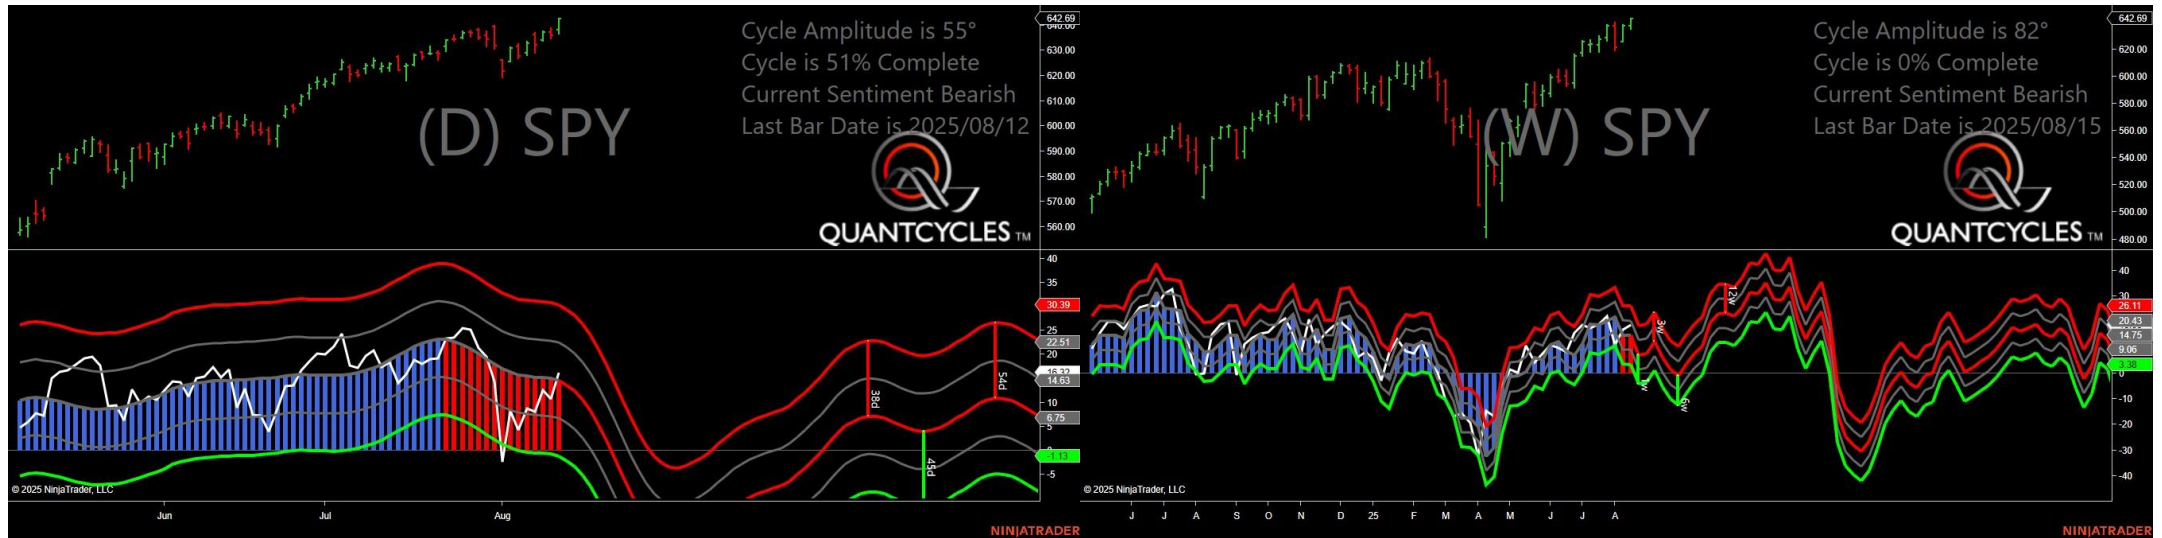 642.69
640.00
630.00
620.00
610.00
600.00
590.00
580.00
570.00
560.00
Cycle Amplitude is 55°
Cycle is 51% Complete
Current Sentiment Bearish
Last Bar Date is 2025/08/12
(D) SPY
QUANTCYCLES TM
40
30.39
25
22.51
20
16.32
14.63
10
6.75
5
-1.13
-5
38d
45d
54d
© 2025 NinjaTrader, LLC
Jun
Jul
Aug
NINJATRADER
642.69
620.00
600.00
580.00
560.00
540.00
520.00
500.00
480.00
Cycle Amplitude is 82°
Cycle is 0% Complete
Current Sentiment Bearish
Last Bar Date is 2025/08/15
(W) SPY
QUANTCYCLES TM
40
30
26.11
20.43
14.75
9.06
3.38
0
-10
-20
-30
-40
3w
6w
12w
© 2025 NinjaTrader, LLC
J
J
A
S
O
N
D
25
F
M
A
M
J
J
A
NINJATRADER